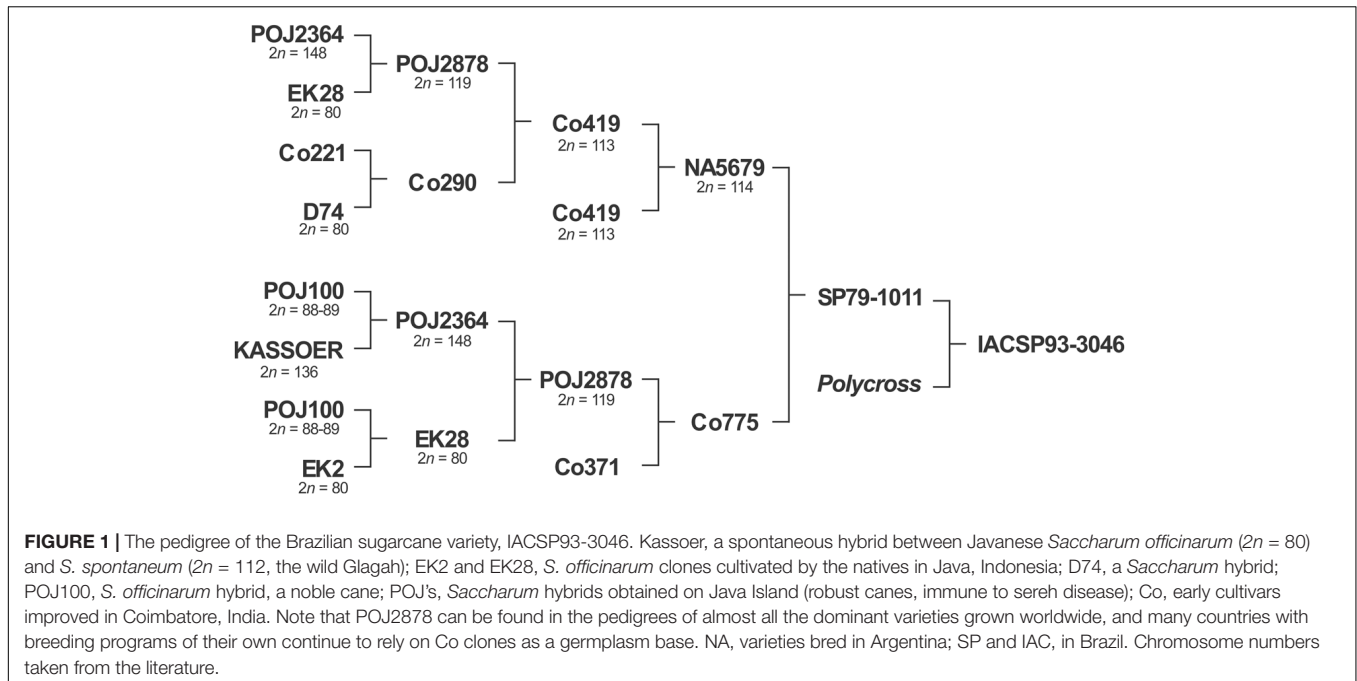 POJ2364
2n = 148
POJ2878
2n = 119
EK28
2n = 80
Co419
2n = 113
Co221
NA5679
2n = 114
Co290
D74
2n = 80
Co419
2n = 113
POJ100
2n = 88-89
SP79-1011
POJ2364
2n = 148
KASSOER
2n = 136
IACSP93-3046
POJ2878
2n = 119
Polycross
POJ100
2n = 88-89
Co775
EK28
2n = 80
EK2
2n = 80
Co371
FIGURE 1 | The pedigree of the Brazilian sugarcane variety, IACSP93-3046. Kassoer, a spontaneous hybrid between Javanese Saccharum officinarum (2n = 80)
and S. spontaneum (2n = 112, the wild Glagah); EK2 and EK28, S. officinarum clones cultivated by the natives in Java, Indonesia; D74, a Saccharum hybrid;
POJ100, S. officinarum hybrid, a noble cane; POJ's, Saccharum hybrids obtained on Java Island (robust canes, immune to sereh disease); Co, early cultivars
improved in Coimbatore, India. Note that POJ2878 can be found in the pedigrees of almost all the dominant varieties grown worldwide, and many countries with
breeding programs of their own continue to rely on Co clones as a germplasm base. NA, varieties bred in Argentina; SP and IAC, in Brazil. Chromosome numbers
taken from the literature.